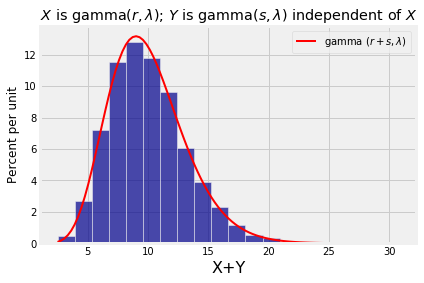 X is gamma(r, λ); Y is gamma(s, λ) independent of X
gamma (r + s, λ)
Percent per unit
12
10
8
6
4
2
0
5 10 15 20 25 30
X+Y